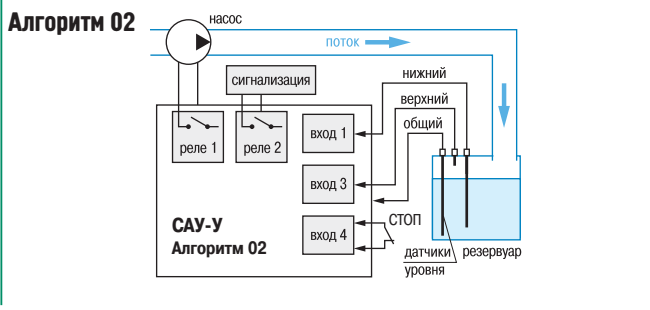 Алгоритм 02
насос
поток
сигнализация
нижний
верхний
общий
реле 1
реле 2
вход 1
вход 3
вход 4
СТОП
САУ-У
Алгоритм 02
датчики
уровня
резервуар